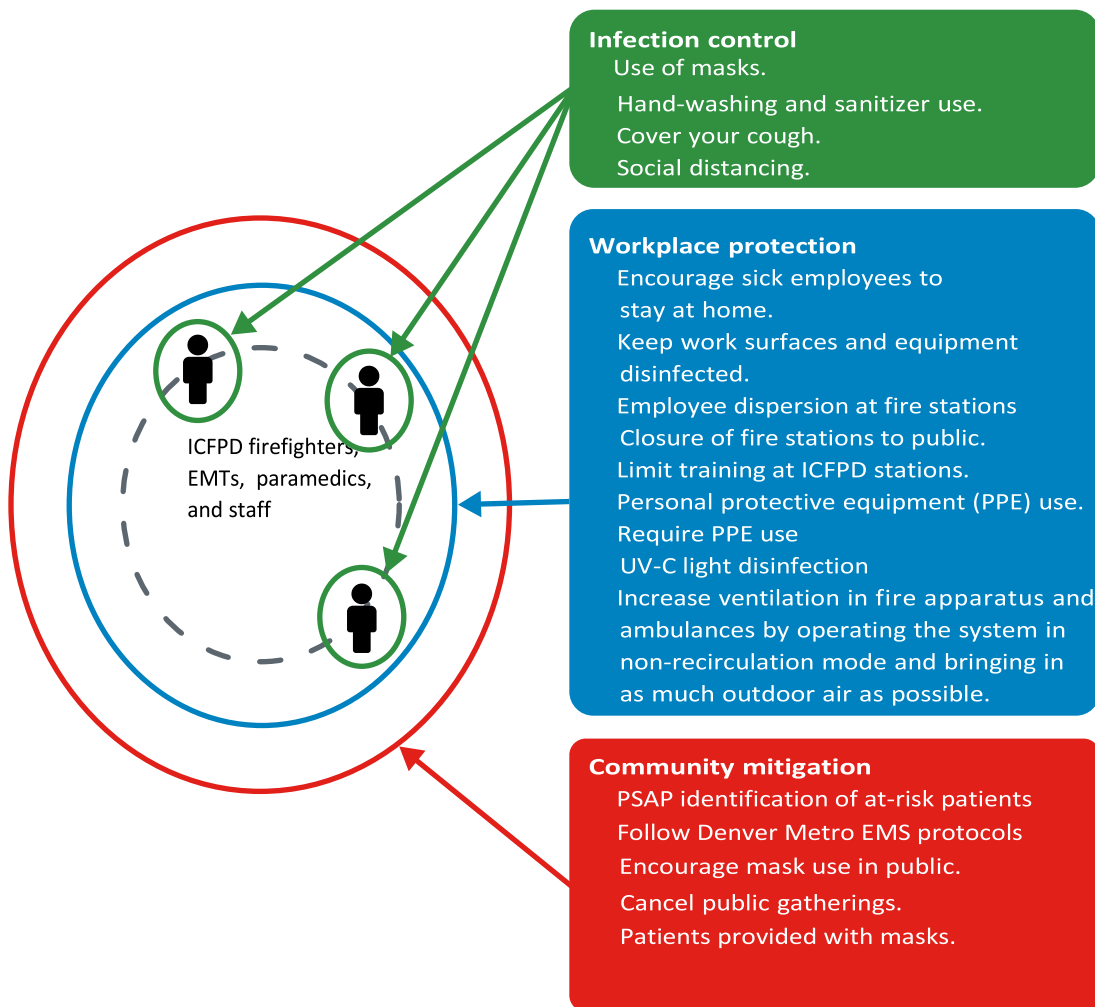 Infection control
Use of masks.
Hand-washing and sanitizer use.
Cover your cough.
Social distancing.
Workplace protection
Encourage sick employees to
stay at home.
Keep work surfaces and equipment
disinfected.
Employee dispersion at fire stations
Closure of fire stations to public.
Limit training at ICFPD stations.
Personal protective equipment (PPE) use.
Require PPE use
UV-C light disinfection
Increase ventilation in fire apparatus and
ambulances by operating the system in
non-recirculation mode and bringing in
as much outdoor air as possible.
Community mitigation
PSAP identification of at-risk patients
Follow Denver Metro EMS protocols
Encourage mask use in public.
Cancel public gatherings.
Patients provided with masks.
ICFPD firefighters,
EMTs, paramedics,
and staff